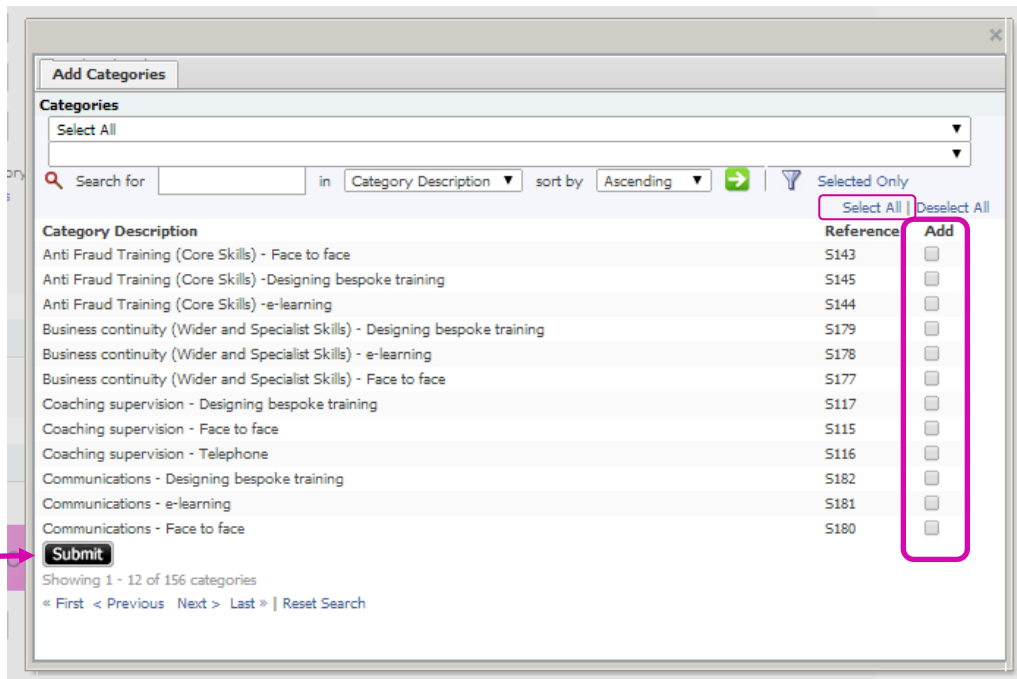 Add Categories
Categories
Select All
Search for in Category Description sort by Ascending Selected Only
Select All | Deselect All
Category Description Reference Add
Anti Fraud Training (Core Skills) - Face to face S143
Anti Fraud Training (Core Skills) -Designing bespoke training S145
Anti Fraud Training (Core Skills) -e-learning S144
Business continuity (Wider and Specialist Skills) - Designing bespoke training S179
Business continuity (Wider and Specialist Skills) - e-learning S178
Business continuity (Wider and Specialist Skills) - Face to face S177
Coaching supervision - Designing bespoke training S117
Coaching supervision - Face to face S115
Coaching supervision - Telephone S116
Communications - Designing bespoke training S182
Communications - e-learning S181
Communications - Face to face S180
Submit
Showing 1 - 12 of 156 categories
« First < Previous Next > Last » | Reset Search